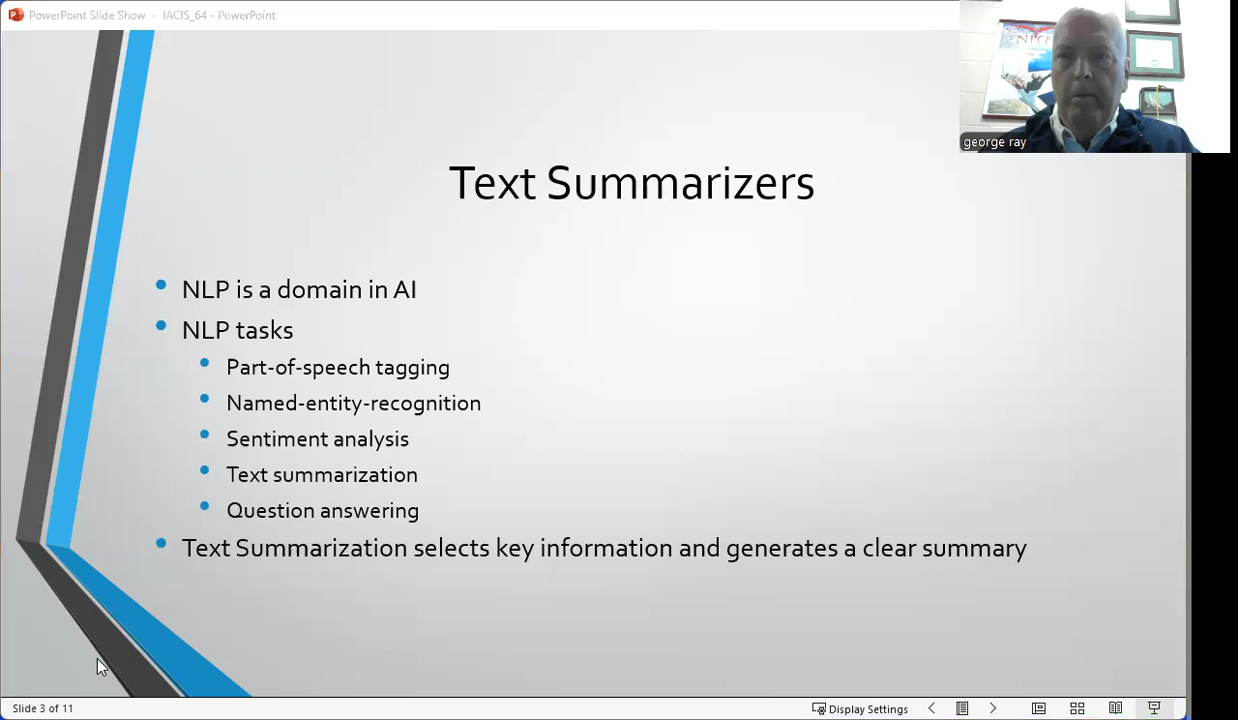 PowerPoint Slide Show - IACIS_64 - PowerPoint
george ray
Text Summarizers
NLP is a domain in AI
NLP tasks
Part-of-speech tagging
Named-entity-recognition
Sentiment analysis
Text summarization
Question answering
Text Summarization selects key information and generates a clear summary
Slide 3 of 11
Display Settings